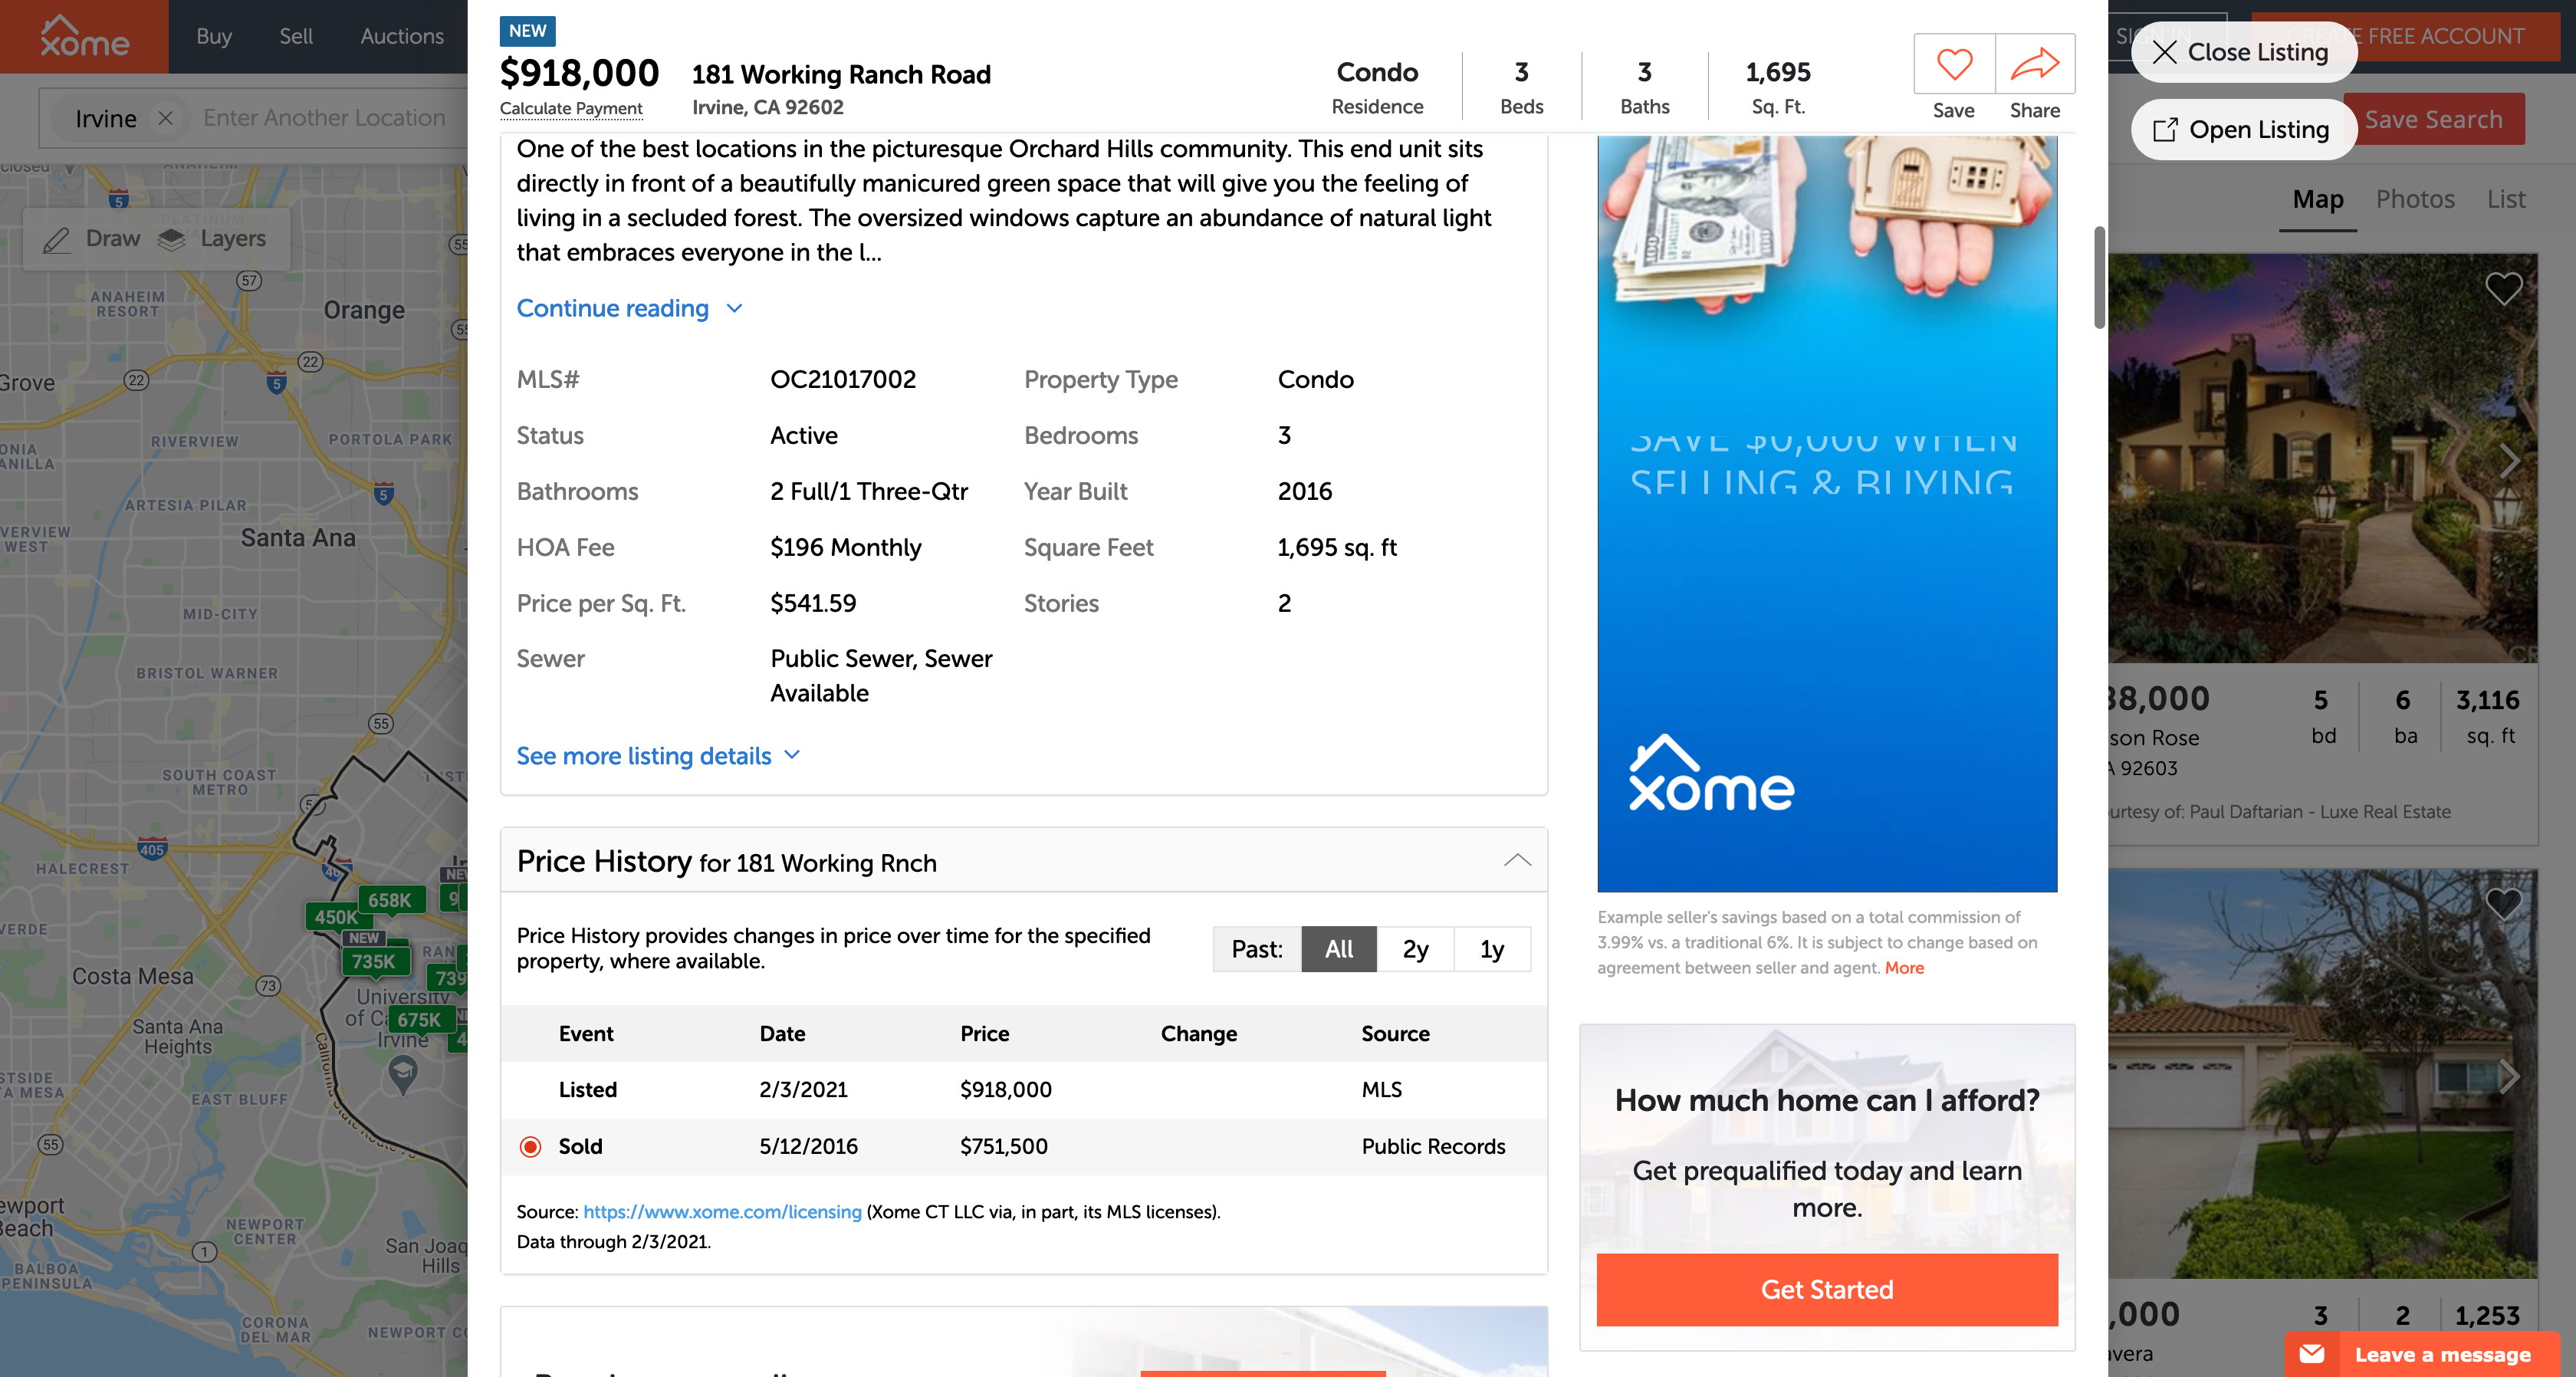 xome
Buy
Sell
Auctions
Irvine
Enter Another Location
Draw
Layers
ANAHEIM
RESORT
Orange
Grove
RIVERVIEW
PORTOLA PARK
ARTESIA PILAR
Santa Ana
MID-CITY
BRISTOL WARNER
SOUTH COAST
METRO
HALECREST
658K
450K
NEW
735K
Costa Mesa
739
University
675K
Irvine
Santa Ana
Heights
EAST BLUFF
NEWPORT
CENTER
San Joaq
Hills
BALBOA
PENINSULA
CORONA
DEL MAR
NEWPORT CO
NEW
$918,000
Calculate Payment
181 Working Ranch Road
Irvine, CA 92602
Condo
Residence
3
Beds
3
Baths
1,695
Sq. Ft.
Save
Share
One of the best locations in the picturesque Orchard Hills community. This end unit sits
directly in front of a beautifully manicured green space that will give you the feeling of
living in a secluded forest. The oversized windows capture an abundance of natural light
that embraces everyone in the l...
Continue reading
MLS# OC21017002 Property Type Condo
Status Active Bedrooms 3
Bathrooms 2 Full/1 Three-Qtr Year Built 2016
HOA Fee $196 Monthly Square Feet 1,695 sq. ft
Price per Sq. Ft. $541.59 Stories 2
Sewer Public Sewer, Sewer
Available
See more listing details
Price History for 181 Working Rnch
Price History provides changes in price over time for the specified
property, where available.
Past: All 2y 1y
Event Date Price Change Source
Listed 2/3/2021 $918,000 MLS
Sold 5/12/2016 $751,500 Public Records
Source: https://www.xome.com/licensing (Xome CT LLC via, in part, its MLS licenses).
Data through 2/3/2021.
SELLING & BUYING
xome
Example seller's savings based on a total commission of
3.99% vs. a traditional 6%. It is subject to change based on
agreement between seller and agent. More
How much home can I afford?
Get prequalified today and learn
more.
Get Started
Close Listing
Open Listing
FREE ACCOUNT
Save Search
Map
Photos
List
38,000
5
bd
6
ba
3,116
sq. ft
son Rose
A 92603
urtesy of: Paul Daftarian - Luxe Real Estate
,000
3
2
1,253
avera
Leave a message